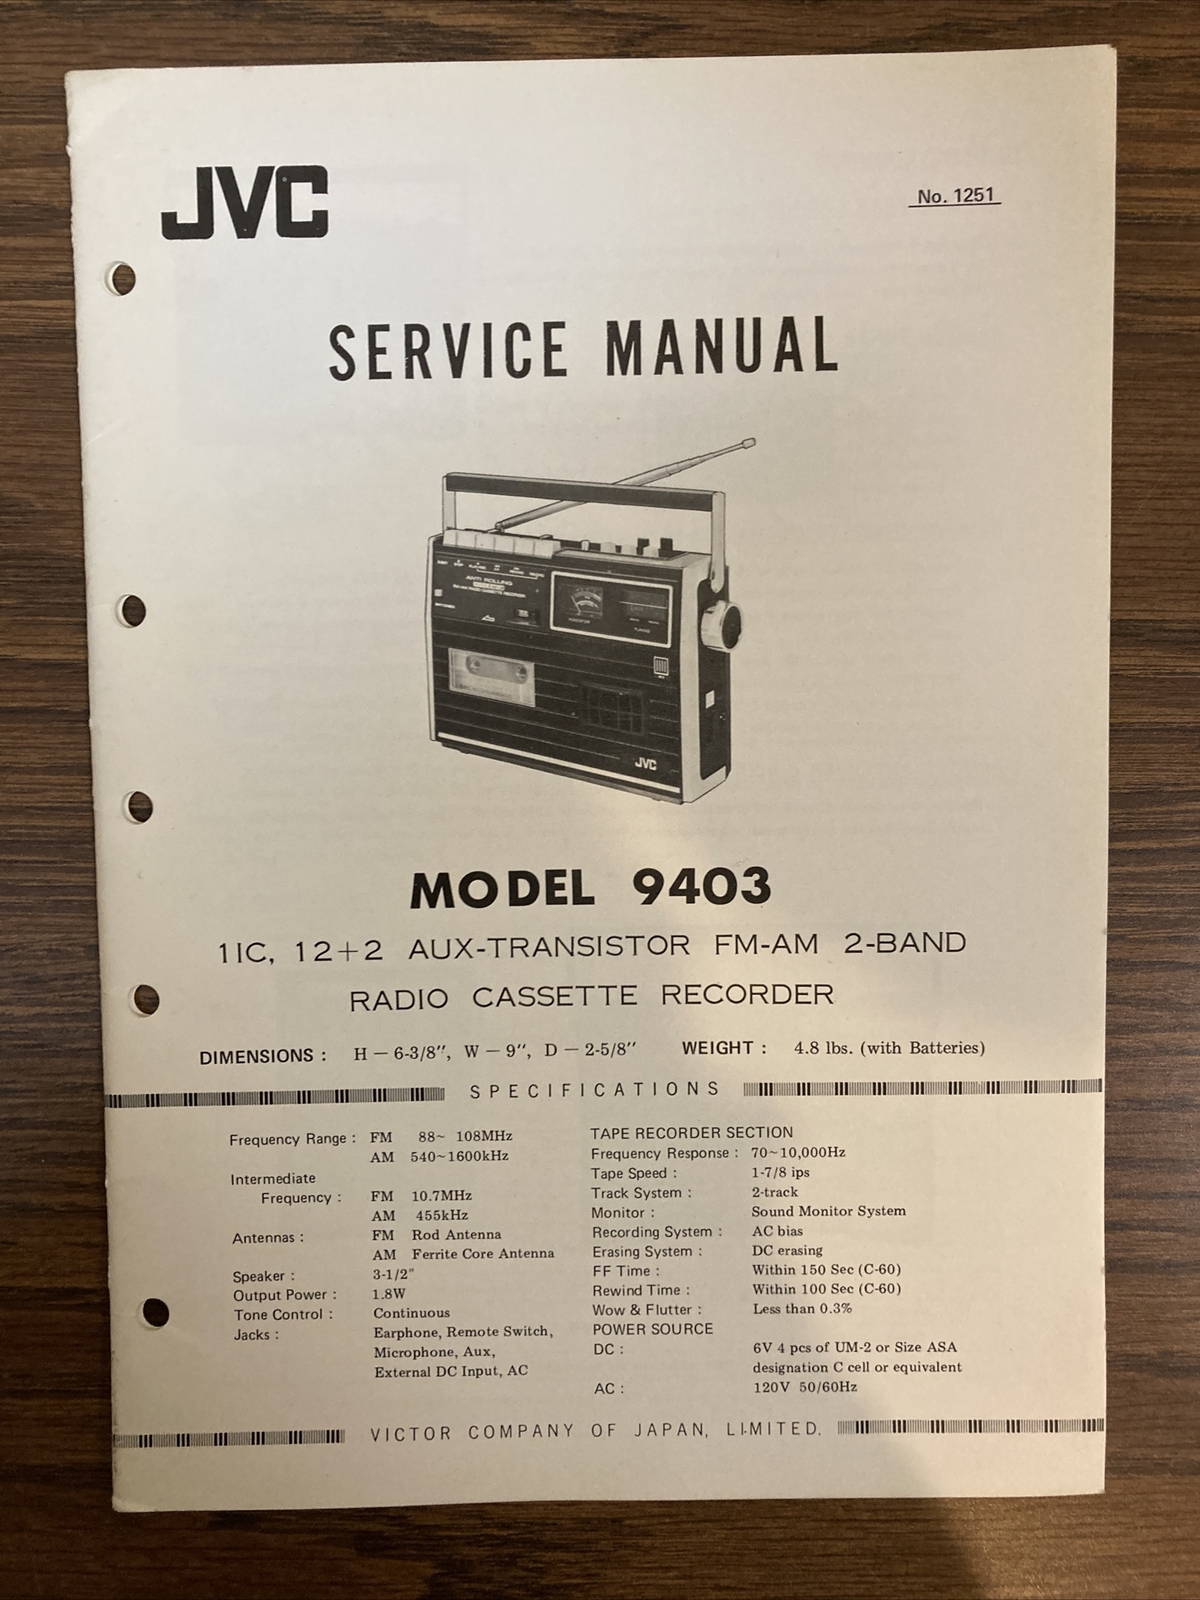 JVC
No. 1251
SERVICE MANUAL
ANTI ROLLING
JVC
MODEL 9403
1 IC, 12+2 AUX-TRANSISTOR FM-AM 2-BAND
RADIO CASSETTE RECORDER
DIMENSIONS : H — 6-3/8", W — 9", D — 2-5/8" WEIGHT : 4.8 lbs. (with Batteries)
SPECIFICATIONS
Frequency Range : FM 88~ 108MHz
AM 540~1600kHz
Intermediate
Frequency : FM 10.7MHz
AM 455kHz
Antennas : FM Rod Antenna
AM Ferrite Core Antenna
Speaker : 3-1/2"
Output Power : 1.8W
Tone Control : Continuous
Jacks : Earphone, Remote Switch,
Microphone, Aux,
External DC Input, AC
TAPE RECORDER SECTION
Frequency Response : 70~10,000Hz
Tape Speed : 1-7/8 ips
Track System : 2-track
Monitor : Sound Monitor System
Recording System : AC bias
Erasing System : DC erasing
FF Time : Within 150 Sec (C-60)
Rewind Time : Within 100 Sec (C-60)
Wow & Flutter : Less than 0.3%
POWER SOURCE
DC : 6V 4 pcs of UM-2 or Size ASA
designation C cell or equivalent
AC : 120V 50/60Hz
VICTOR COMPANY OF JAPAN, LIMITED.